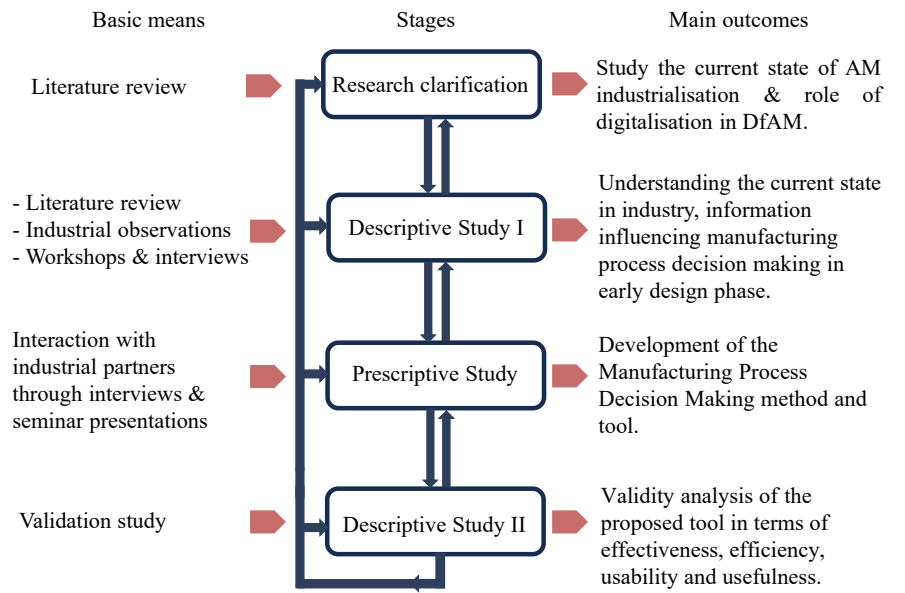 Basic means
Stages
Main outcomes
Literature review
Research clarification
Study the current state of AM
industrialisation & role of
digitalisation in DfAM.
- Literature review
- Industrial observations
- Workshops & interviews
Descriptive Study I
Understanding the current state
in industry, information
influencing manufacturing
process decision making in
early design phase.
Interaction with
industrial partners
through interviews &
seminar presentations
Prescriptive Study
Development of the
Manufacturing Process
Decision Making method and
tool.
Validation study
Descriptive Study II
Validity analysis of the
proposed tool in terms of
effectiveness, efficiency,
usability and usefulness.